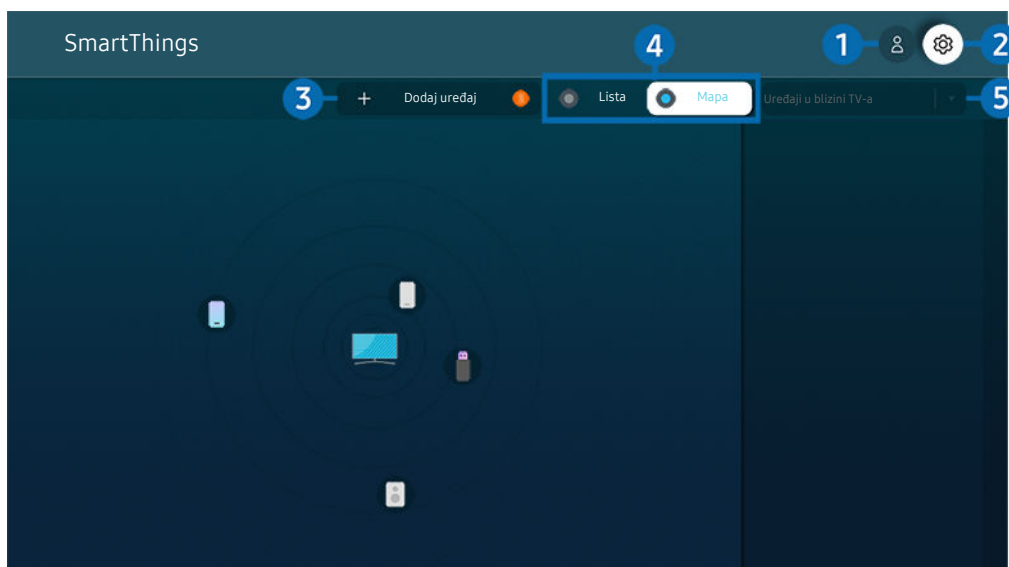 SmartThings
4
1
2
3
Dodaj uređaj
Lista
Mapa
Uređaji u blizini TV-a
5